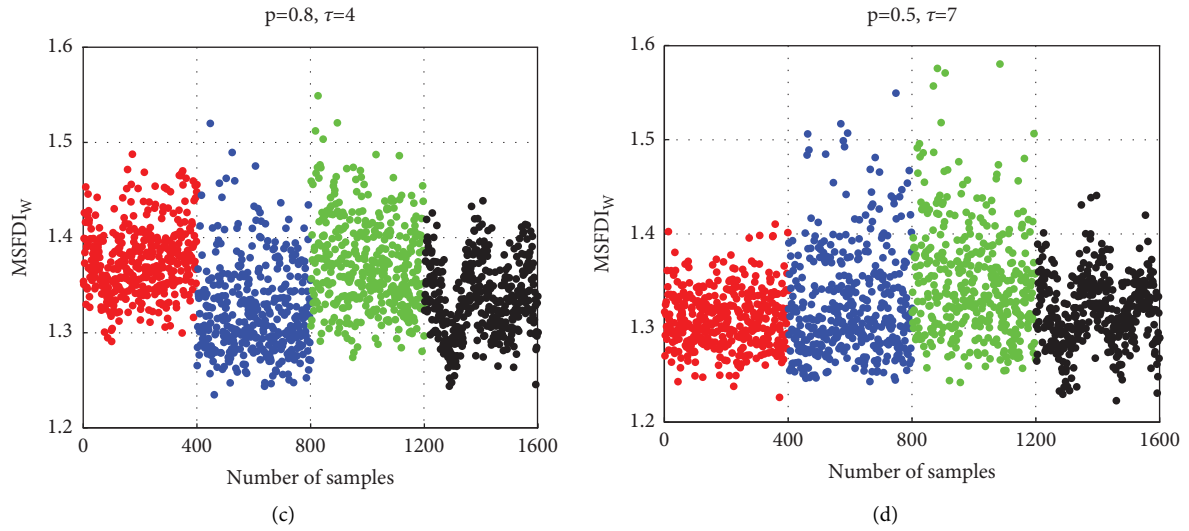 p=0.8, τ=4
1.6
1.5
1.4
1.3
1.2
MSFDI_W
0 400 800 1200 1600
Number of samples
(c)
p=0.5, τ=7
1.6
1.5
1.4
1.3
1.2
MSFDI_W
0 400 800 1200 1600
Number of samples
(d)